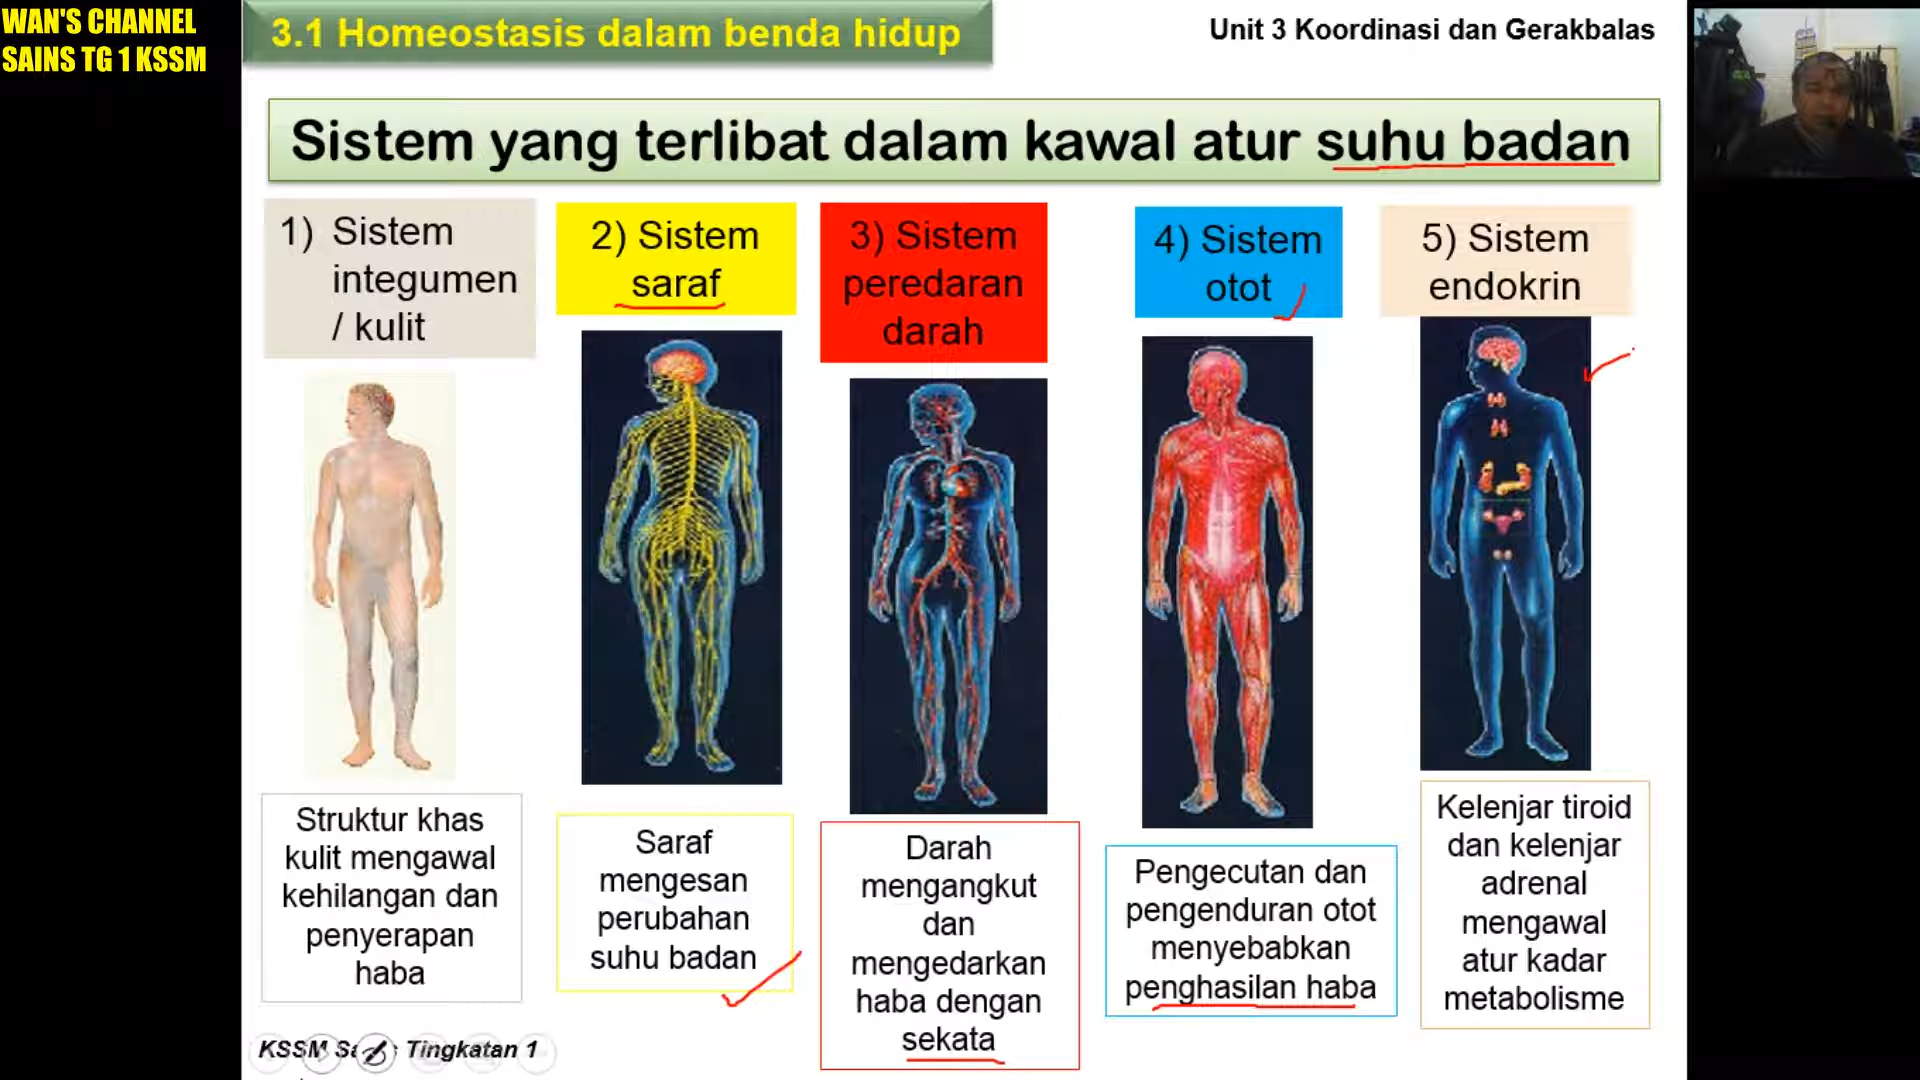 WAN'S CHANNEL
SAINS TG 1 KSSM
3.1 Homeostasis dalam benda hidup
Unit 3 Koordinasi dan Gerakbalas
Sistem yang terlibat dalam kawal atur suhu badan
1) Sistem
integumen
/ kulit
2) Sistem
saraf
3) Sistem
peredaran
darah
4) Sistem
otot
5) Sistem
endokrin
Struktur khas
kulit mengawal
kehilangan dan
penyerapan
haba
Saraf
mengesan
perubahan
suhu badan
Darah
mengangkut
dan
mengedarkan
haba dengan
sekata
Pengecutan dan
pengenduran otot
menyebabkan
penghasilan haba
Kelenjar tiroid
dan kelenjar
adrenal
mengawal
atur kadar
metabolisme
KSSM Tingkatan 1